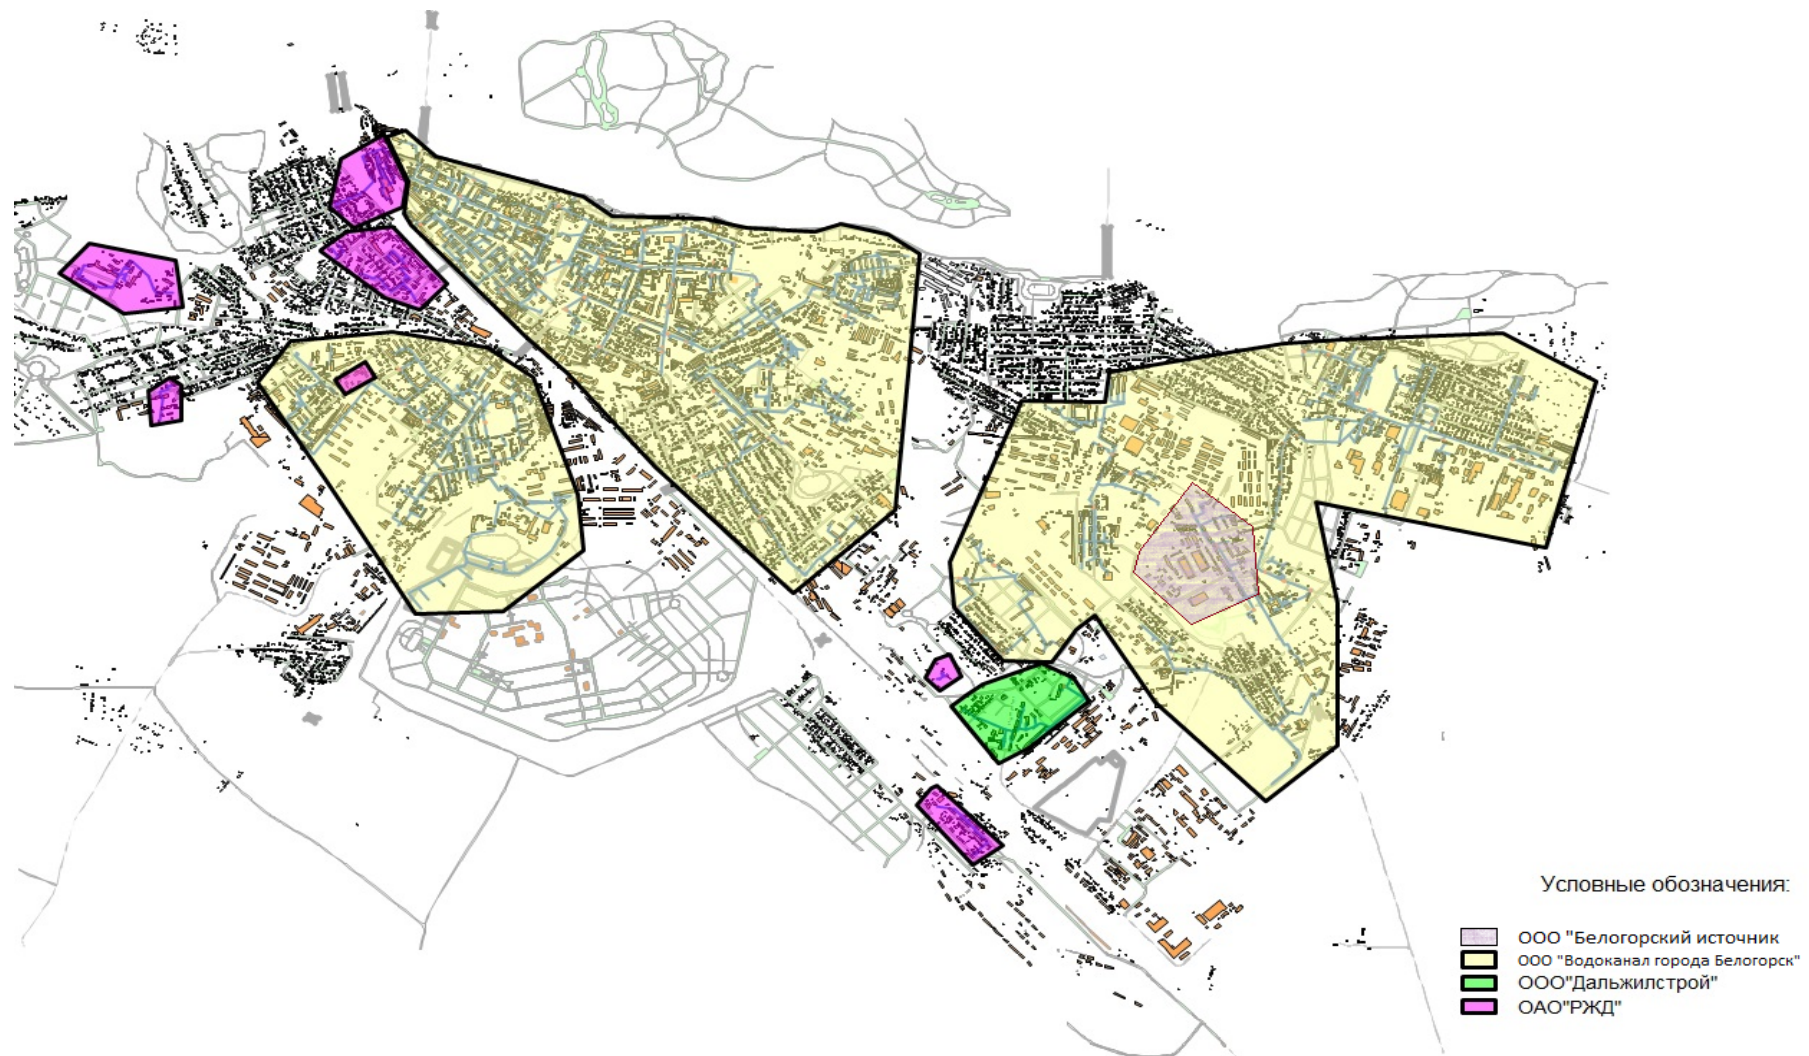 Условные обозначения:
ООО "Белогорский источник
ООО "Водоканал города Белогорск"
ООО"Дальжилстрой"
ОАО"РЖД"